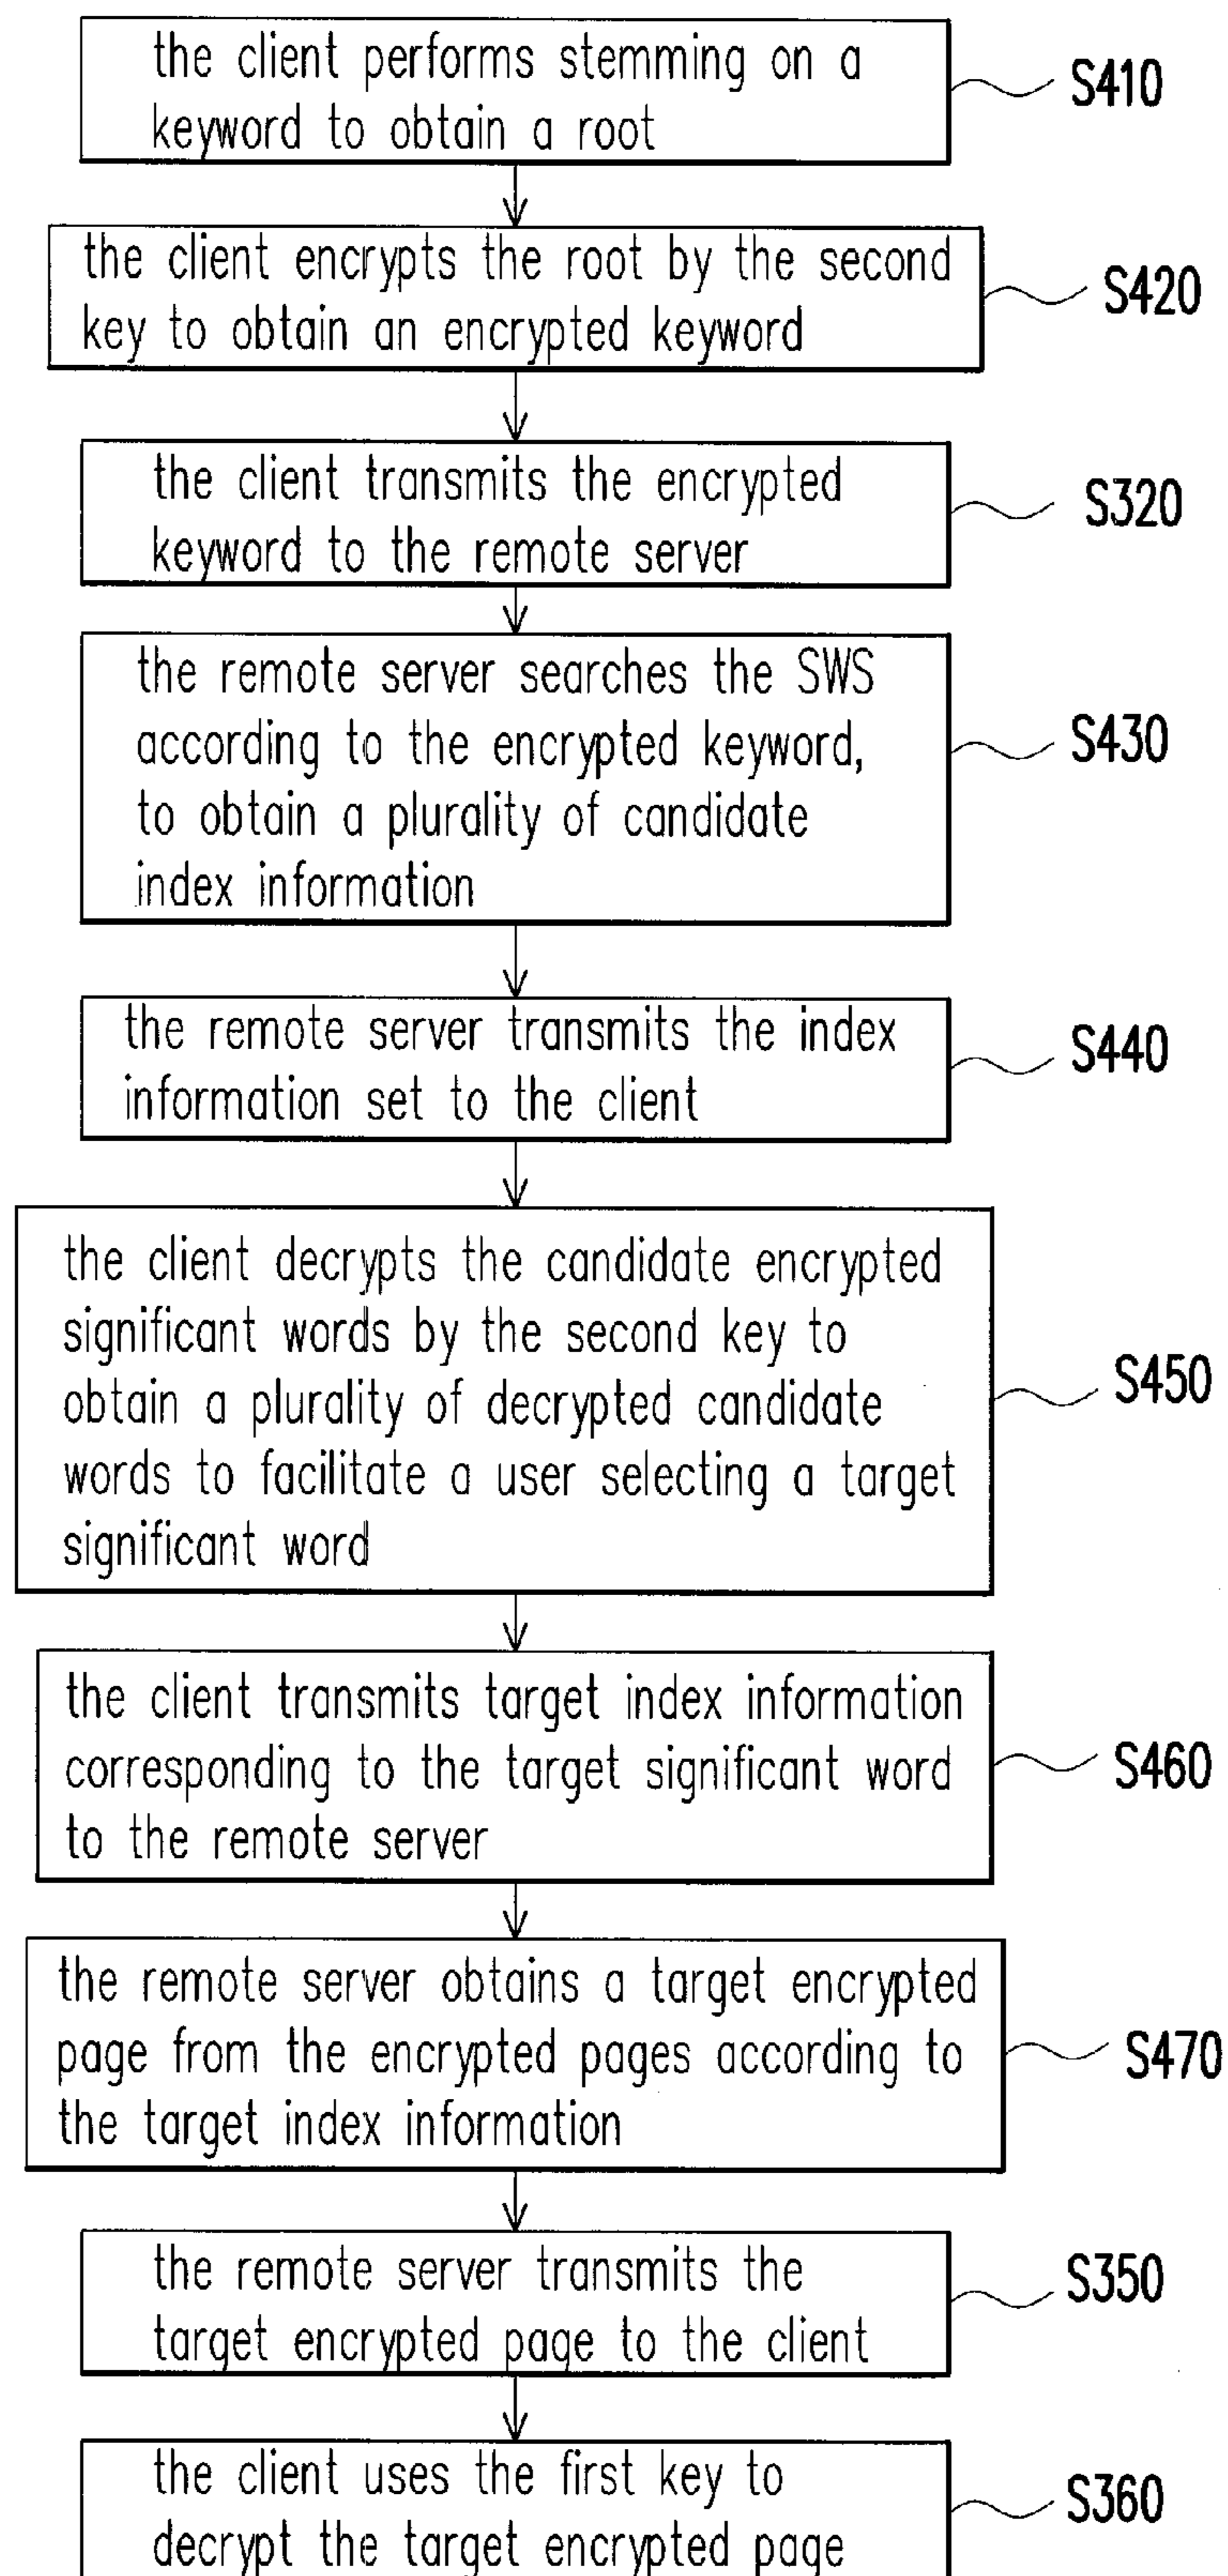 the client performs stemming on a
keyword to obtain a root
S410
the client encrypts the root by the second
key to obtain an encrypted keyword
S420
the client transmits the encrypted
keyword to the remote server
S320
the remote server searches the SWS
according to the encrypted keyword,
to obtain a plurality of candidate
index information
S430
the remote server transmits the index
information set to the client
S440
the client decrypts the candidate encrypted
significant words by the second key to
obtain a plurality of decrypted candidate
words to facilitate a user selecting a target
significant word
S450
the client transmits target index information
corresponding to the target significant word
to the remote server
S460
the remote server obtains a target encrypted
page from the encrypted pages according to
the target index information
S470
the remote server transmits the
target encrypted page to the client
S350
the client uses the first key to
decrypt the target encrypted page
S360